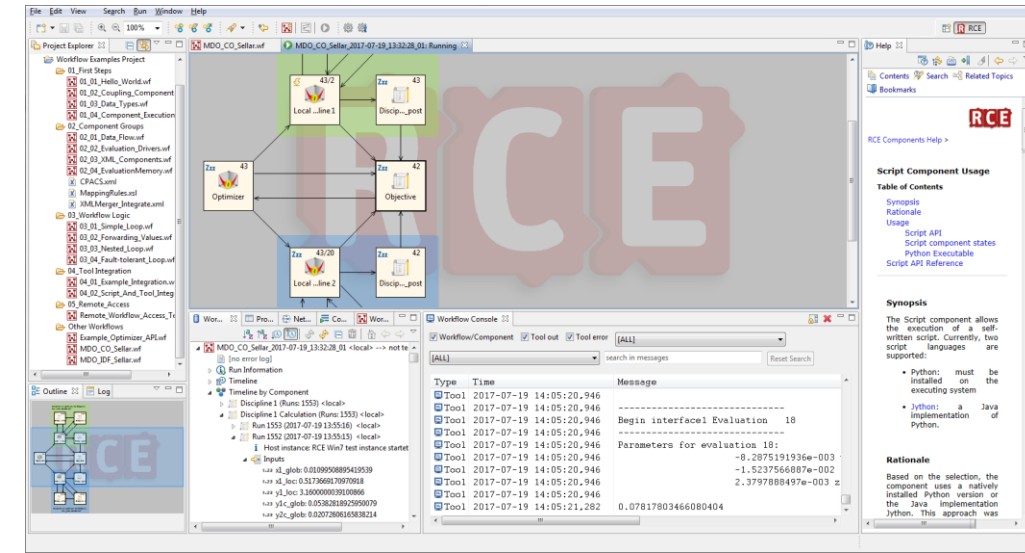 File Edit View Search Run Window Help
100%
RCE
Project Explorer
Workflow Examples Project
01_First Steps
01_01_Hello_World.wf
01_02_Coupling_Component
01_03_Data_Types.wf
01_04_Component_Execution
02_Component Groups
02_01_Data_Flow.wf
02_02_Evaluation_Drivers.wf
02_03_XML_Components.wf
02_04_EvaluationMemory.wf
CPACS.xml
MappingRules.xsl
XMLMerger_Integrate.xml
03_Workflow Logic
03_01_Simple_Loop.wf
03_02_Forwarding_Values.wf
03_03_Nested_Loop.wf
03_04_Fault-tolerant_Loop.wf
04_Tool Integration
04_01_Example_Integration.w
04_02_Script_And_Tool_Integ
05_Remote_Access
Remote_Workflow_Access_Te
Other Workflows
Example_Optimizer_API.wf
MDO_CO_Sellar.wf
MDO_IDF_Sellar.wf
Outline Log
MDO_CO_Sellar.wf MDO_CO_Sellar_2017-07-19_13:32:28_01: Running
RCE
43/2
Local ...line 1
Zzz 43
Discip..._post
Zzz 43
Optimizer
Zzz 42
Objective
Zzz 43/20
Local ...line 2
Zzz 42
Discip..._post
Wor... Pro... Net... Co... Wor...
MDO_CO_Sellar_2017-07-19_13:32:28_01 <local> --> not te
[no error log]
Run Information
Timeline
Timeline by Component
Discipline 1 (Runs: 1553) <local>
Discipline 1 Calculation (Runs: 1553) <local>
Run 1553 (2017-07-19 13:55:16) <local>
Run 1552 (2017-07-19 13:55:15) <local>
Host instance: RCE Win7 test instance startet
Inputs
x1_glob: 0.01099508895419539
x1_loc: 0.5173669170970918
y1_loc: 3.1600000039100866
y1c_glob: 0.05382818925950079
y2c_glob: 0.02072606165838214
Workflow Console
Workflow/Component Tool out Tool error [ALL]
[ALL] search in messages Reset Search
Type Time Message
Tool 2017-07-19 14:05:20,946
Tool 2017-07-19 14:05:20,946 ----------------------------
Tool 2017-07-19 14:05:20,946 Begin interface1 Evaluation 18
Tool 2017-07-19 14:05:20,946 ----------------------------
Tool 2017-07-19 14:05:20,946 Parameters for evaluation 18:
Tool 2017-07-19 14:05:20,946 -8.2875191936e-003
Tool 2017-07-19 14:05:20,946 -1.5237566887e-002
Tool 2017-07-19 14:05:20,946 2.3797888497e-003 z
Tool 2017-07-19 14:05:20,946
Tool 2017-07-19 14:05:21,282 0.07817803466080404
Help
Contents Search Related Topics
Bookmarks
RCE
RCE Components Help >
Script Component Usage
Table of Contents
Synopsis
Rationale
Usage
Script API
Script component states
Python Executable
Script API Reference
Synopsis
The Script component allows
the execution of a self-
written script. Currently, two
script languages are
supported:
• Python: must be
installed on the
executing system
• Jython: a Java
implementation of
Python.
Rationale
Based on the selection, the
component uses a natively
installed Python version or
the Java implementation
Jython. This approach was